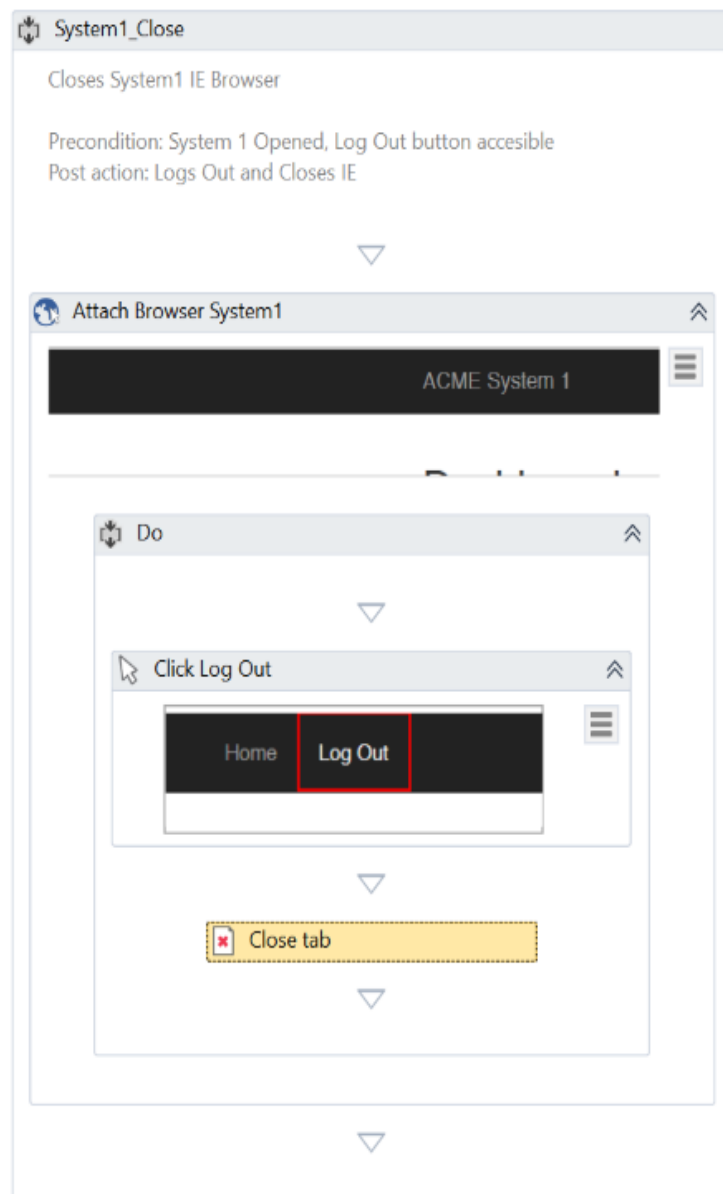 System1_Close
Closes System1 IE Browser
Precondition: System 1 Opened, Log Out button accesible
Post action: Logs Out and Closes IE
Attach Browser System1
ACME System 1
Do
Click Log Out
Home Log Out
Close tab